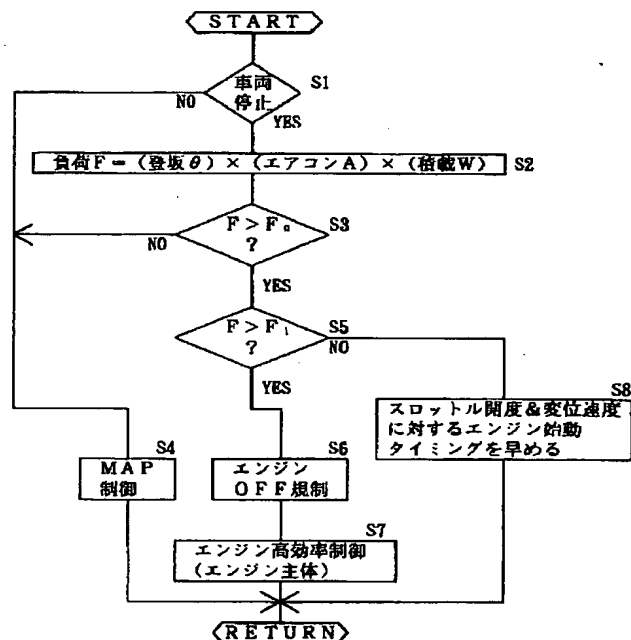 START
車両
停止
S1
NO
YES
負荷F=(登坂θ)×(エアコンA)×(積載W)
S2
F>F₀
?
S3
NO
YES
F>F₁
?
S5
NO
YES
S8
スロットル開度&変位速度
に対するエンジン始動
タイミングを早める
S4
MAP
制御
S6
エンジン
OFF規制
S7
エンジン高効率制御
(エンジン主体)
RETURN